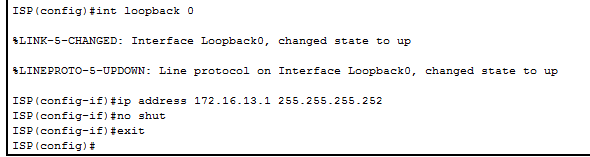 ISP(config)#int loopback 0
%LINK-5-CHANGED: Interface Loopback0, changed state to up
%LINEPROTO-5-UPDOWN: Line protocol on Interface Loopback0, changed state to up
ISP(config-if)#ip address 172.16.13.1 255.255.255.252
ISP(config-if)#no shut
ISP(config-if)#exit
ISP(config)#